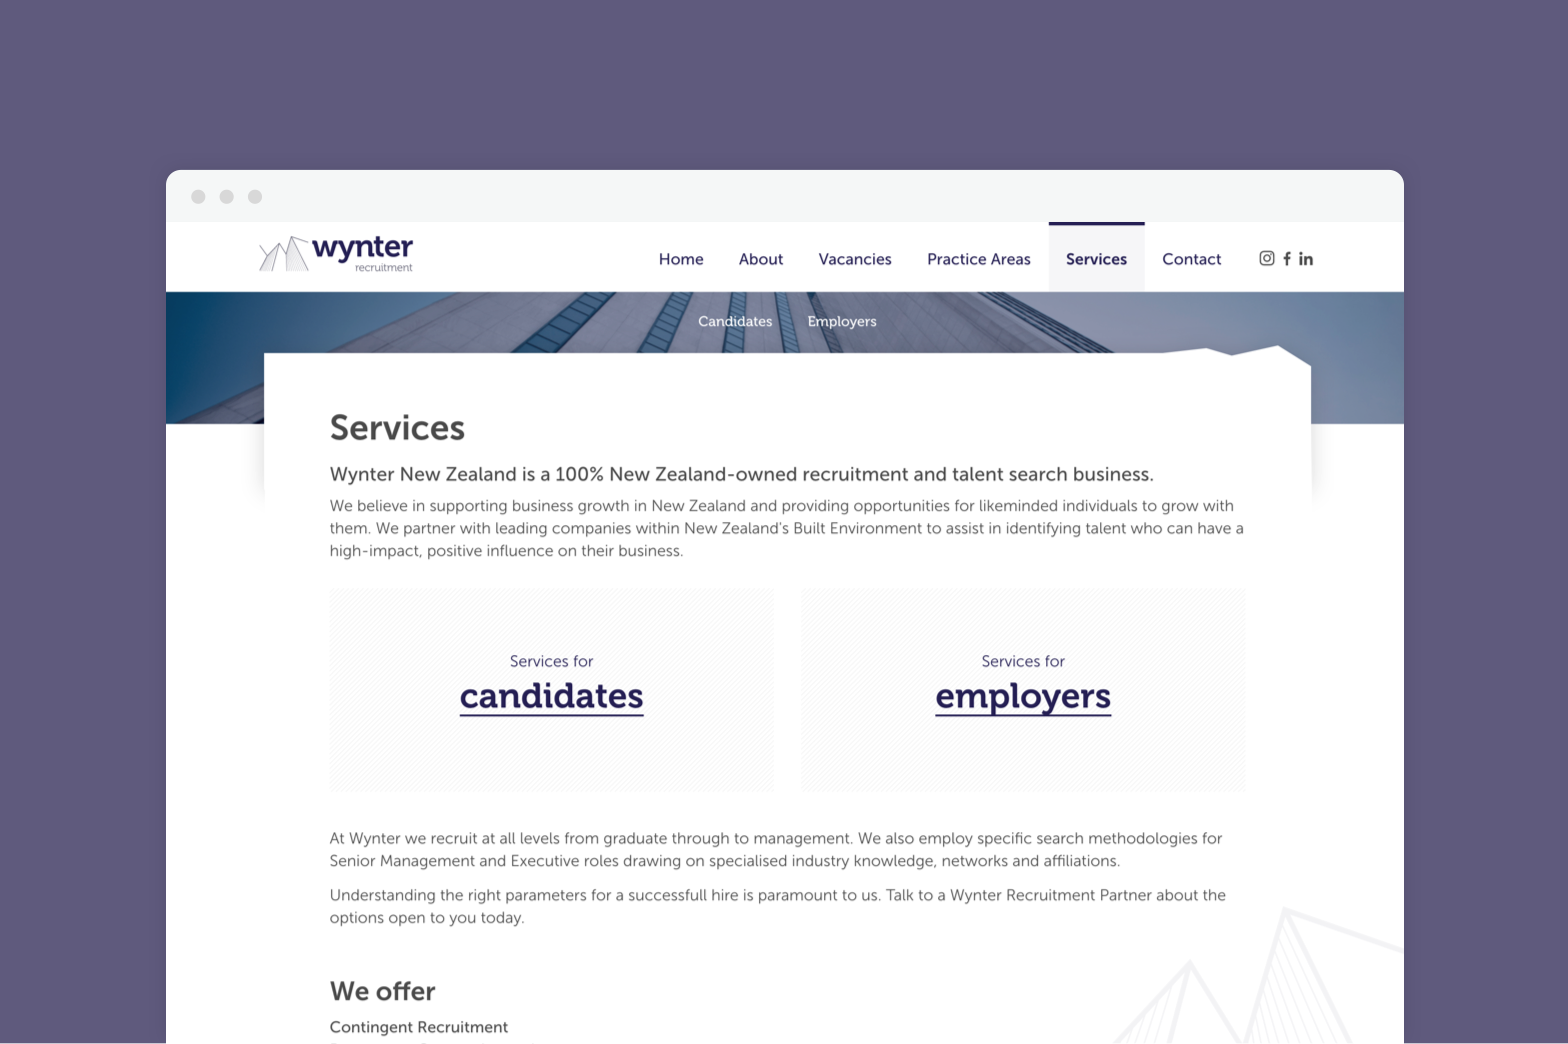 wynter
recruitment
Home About Vacancies Practice Areas Services Contact
Candidates Employers
Services
Wynter New Zealand is a 100% New Zealand-owned recruitment and talent search business.
We believe in supporting business growth in New Zealand and providing opportunities for likeminded individuals to grow with
them. We partner with leading companies within New Zealand's Built Environment to assist in identifying talent who can have a
high-impact, positive influence on their business.
Services for
candidates
Services for
employers
At Wynter we recruit at all levels from graduate through to management. We also employ specific search methodologies for
Senior Management and Executive roles drawing on specialised industry knowledge, networks and affiliations.
Understanding the right parameters for a successfull hire is paramount to us. Talk to a Wynter Recruitment Partner about the
options open to you today.
We offer
Contingent Recruitment